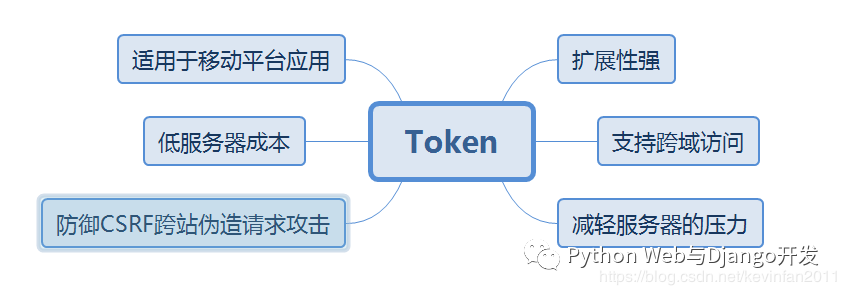 适用于移动平台应用
扩展性强
低服务器成本
Token
支持跨域访问
防御CSRF跨站伪造请求攻击
减轻服务器的压力
Python Web与Django开发
https://blog.csdn.net/kevinfan2011